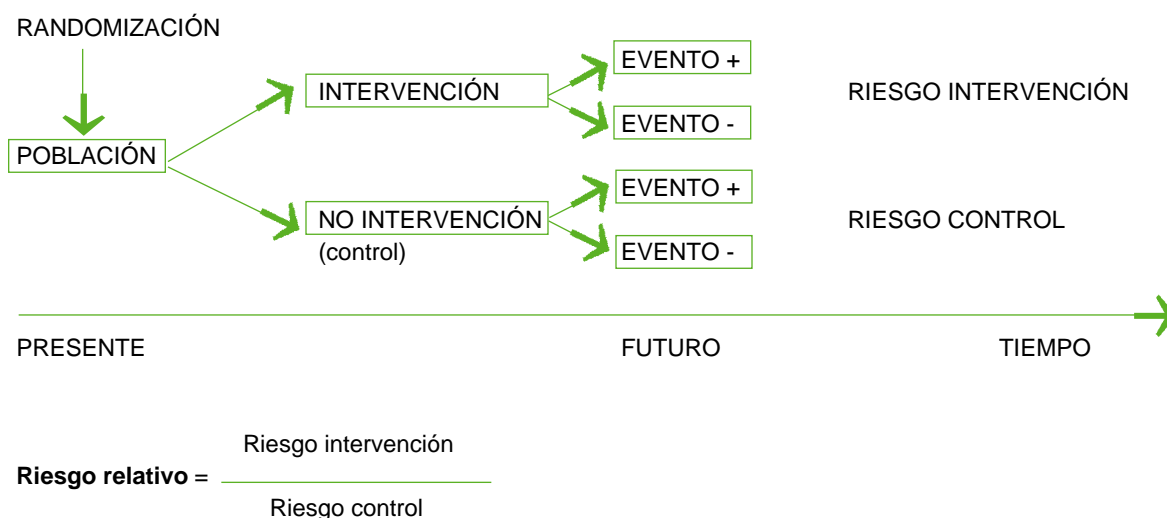 RANDOMIZACIÓN
EVENTO +
INTERVENCIÓN
RIESGO INTERVENCIÓN
EVENTO -
POBLACIÓN
EVENTO +
NO INTERVENCIÓN
RIESGO CONTROL
(control)
EVENTO -
PRESENTE
FUTURO
TIEMPO
Riesgo intervención
Riesgo relativo =
Riesgo control